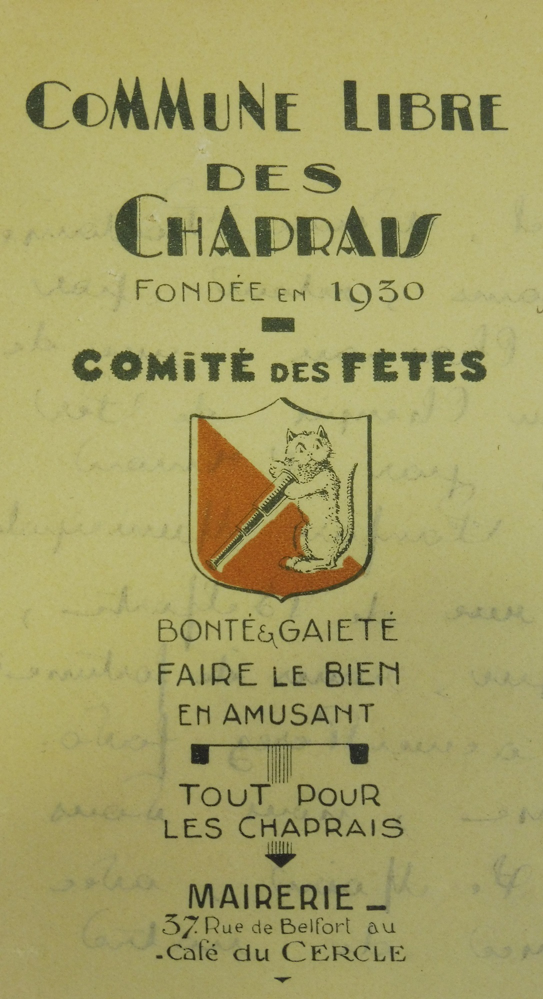 COMMUNE LIBRE
DES
CHAPRAIS
FONDÉE EN 1930
COMITÉ DES FÊTES
BONTÉ & GAIETÉ
FAIRE LE BIEN
EN AMUSANT
TOUT POUR
LES CHAPRAIS
MAIRERIE _
37. Rue de Belfort au
-Café du CERCLE